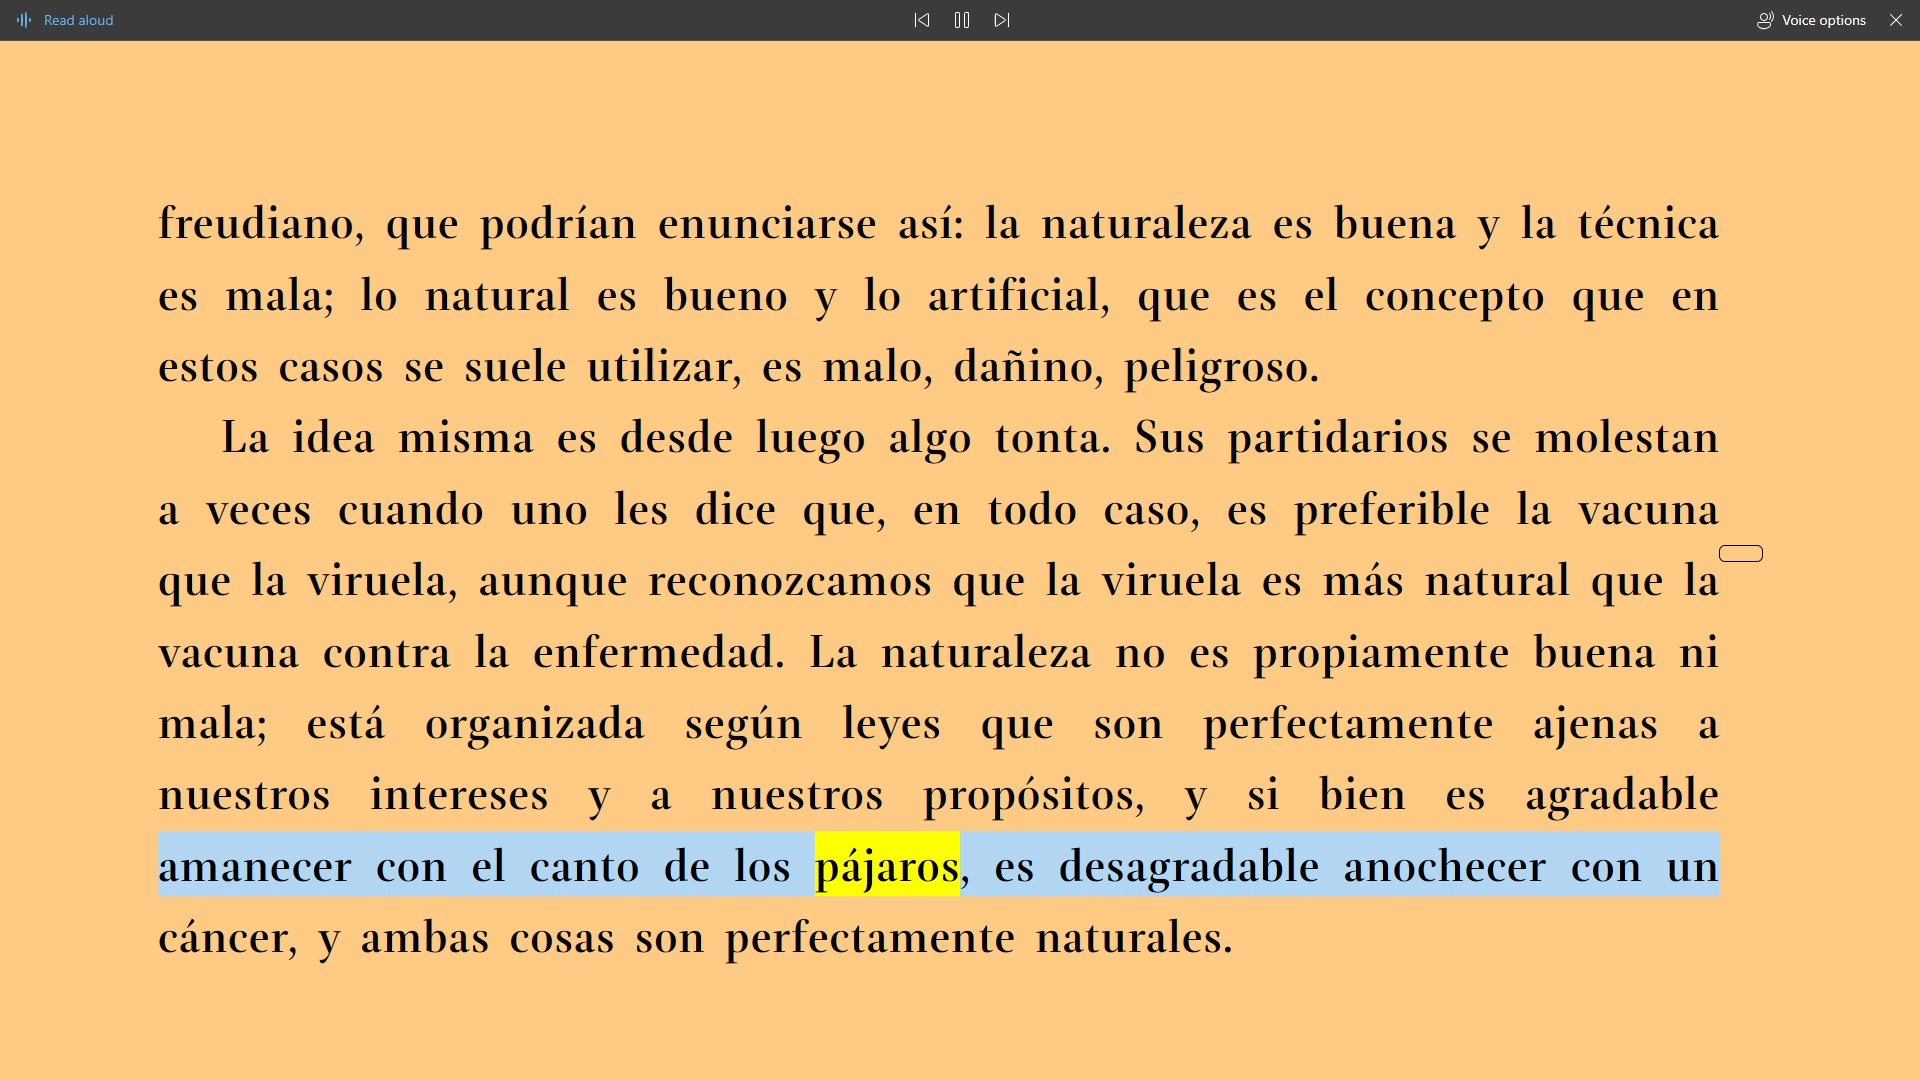 Read aloud
Voice options
freudiano, que podrían enunciarse así: la naturaleza es buena y la técnica
es mala; lo natural es bueno y lo artificial, que es el concepto que en
estos casos se suele utilizar, es malo, dañino, peligroso.
La idea misma es desde luego algo tonta. Sus partidarios se molestan
a veces cuando uno les dice que, en todo caso, es preferible la vacuna
que la viruela, aunque reconozcamos que la viruela es más natural que la
vacuna contra la enfermedad. La naturaleza no es propiamente buena ni
mala; está organizada según leyes que son perfectamente ajenas a
nuestros intereses y a nuestros propósitos, y si bien es agradable
amanecer con el canto de los pájaros, es desagradable anochecer con un
cáncer, y ambas cosas son perfectamente naturales.